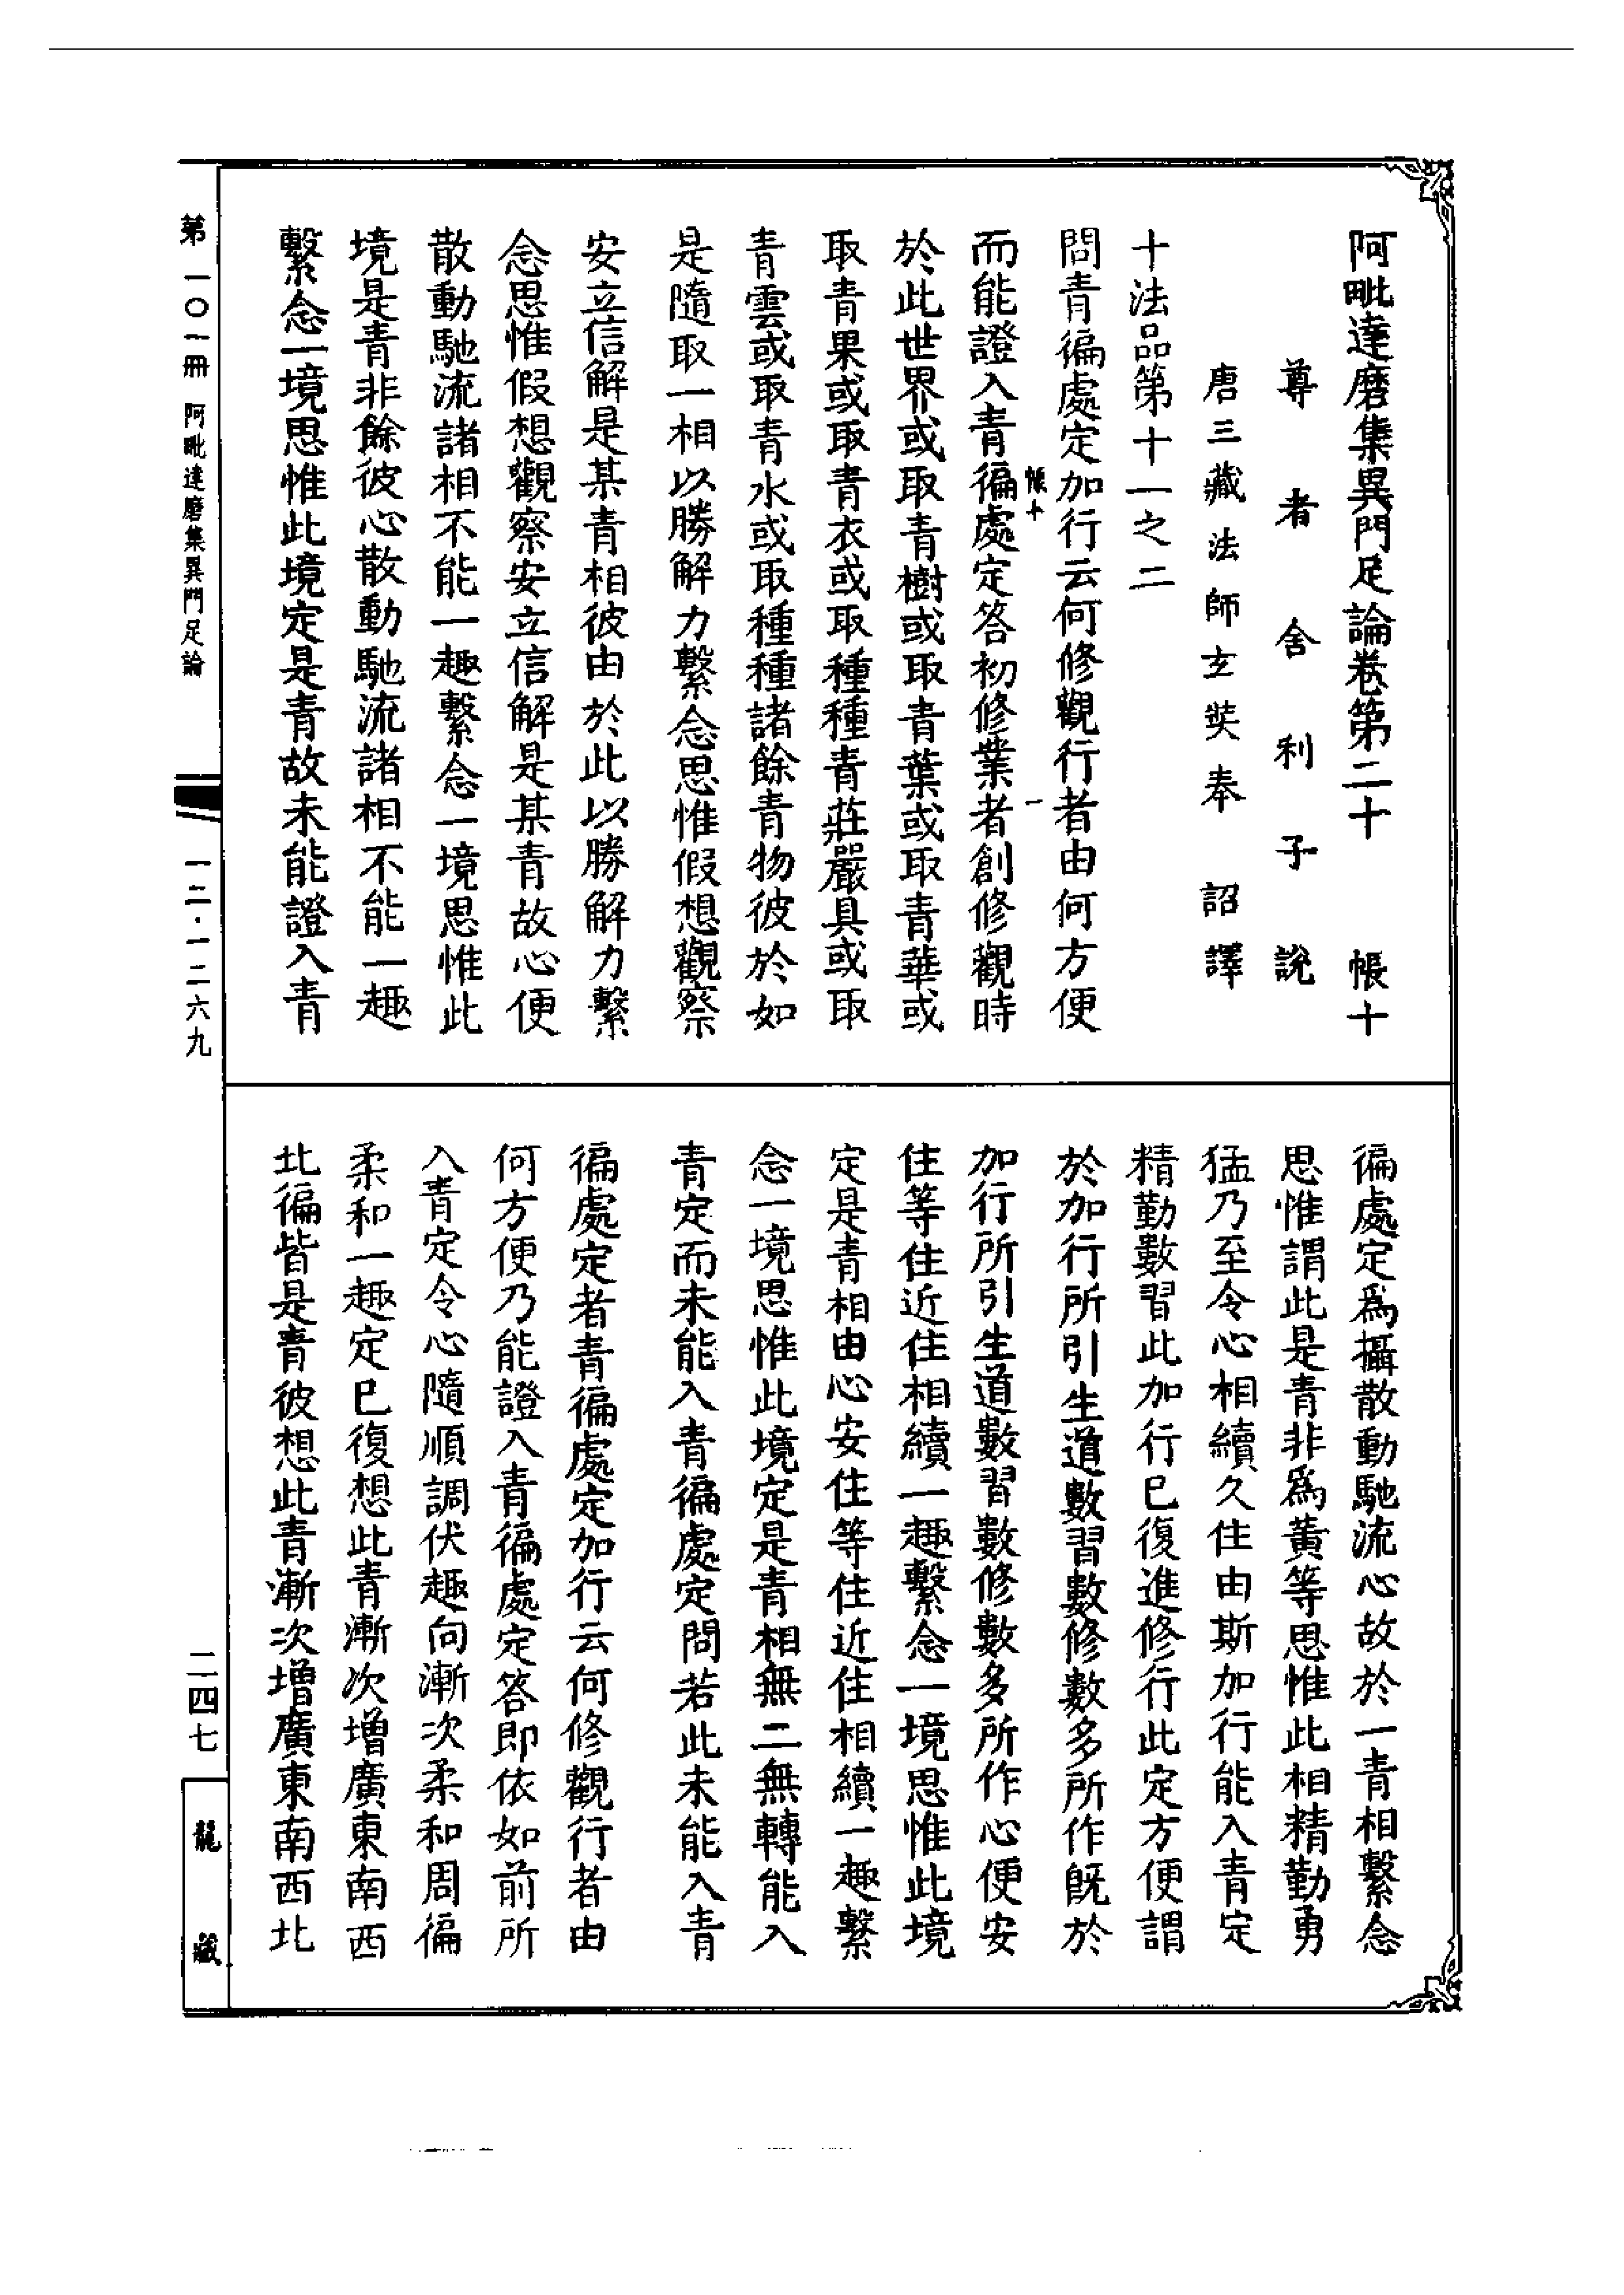 阿毗達磨集異門足論卷第二十　帳十
尊者舍利子說
唐三藏法師玄奘奉　詔譯
十法品第十一之二
問青徧處定加行云何修觀行者由何方便
帳十　一
而能證入青徧處定答初修業者創修觀時
於此世界或取青樹或取青葉或取青華或
取青果或取青衣或取種種青莊嚴具或取
青雲或取青水或取種種諸餘青物彼於如
是隨取一相以勝解力繫念思惟假想觀察
安立信解是某青相彼由於此以勝解力繫
念思惟假想觀察安立信解是某青故心便
散動馳流諸相不能一趣繫念一境思惟此
境是青非餘彼心散動馳流諸相不能一趣
繫念一境思惟此境定是青故未能證入青
徧處定爲攝散動馳流心故於一青相繫念
思惟謂此是青非爲黃等思惟此相精勤勇
猛乃至令心相續久住由斯加行能入青定
精勤數習此加行已復進修行此定方便謂
於加行所引生道數習數修數多所作旣於
加行所引生道數習數修數多所作心便安
住等住近住相續一趣繫念一境思惟此境
定是青相由心安住等住近住相續一趣繫
念一境思惟此境定是青相無二無轉能入
青定而未能入青徧處定問若此未能入青
徧處定者青徧處定加行云何修觀行者由
何方便乃能證入青徧處定答即依如前所
入青定令心隨順調伏趣向漸次柔和周徧
柔和一趣定已復想此青漸次增廣東南西
北徧皆是青彼想此青漸次增廣東南西北
第一〇一冊　阿毗達磨集異門足論
一二·一二六九
二四七
龍藏